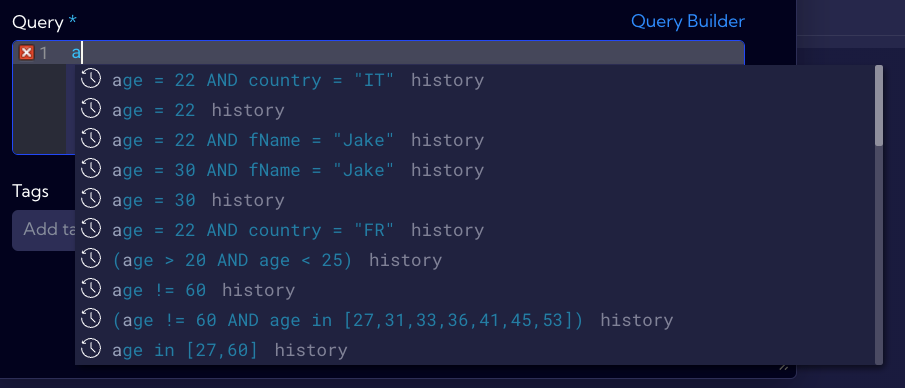 Query * Query Builder
1 a
age = 22 AND country = "IT" history
age = 22 history
age = 22 AND fName = "Jake" history
age = 30 AND fName = "Jake" history
age = 30 history
age = 22 AND country = "FR" history
(age > 20 AND age < 25) history
age != 60 history
(age != 60 AND age in [27,31,33,36,41,45,53]) history
age in [27,60] history
Tags
Add ta